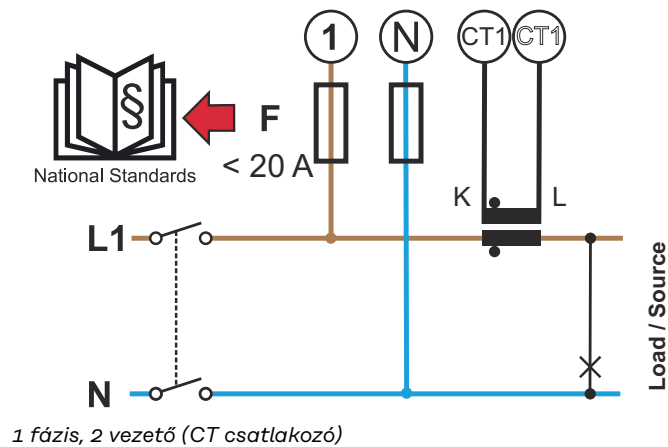 1 N CT1 CT1
§
F
National Standards
< 20 A
K L
L1
Load / Source
N
1 fázis, 2 vezető (CT csatlakozó)